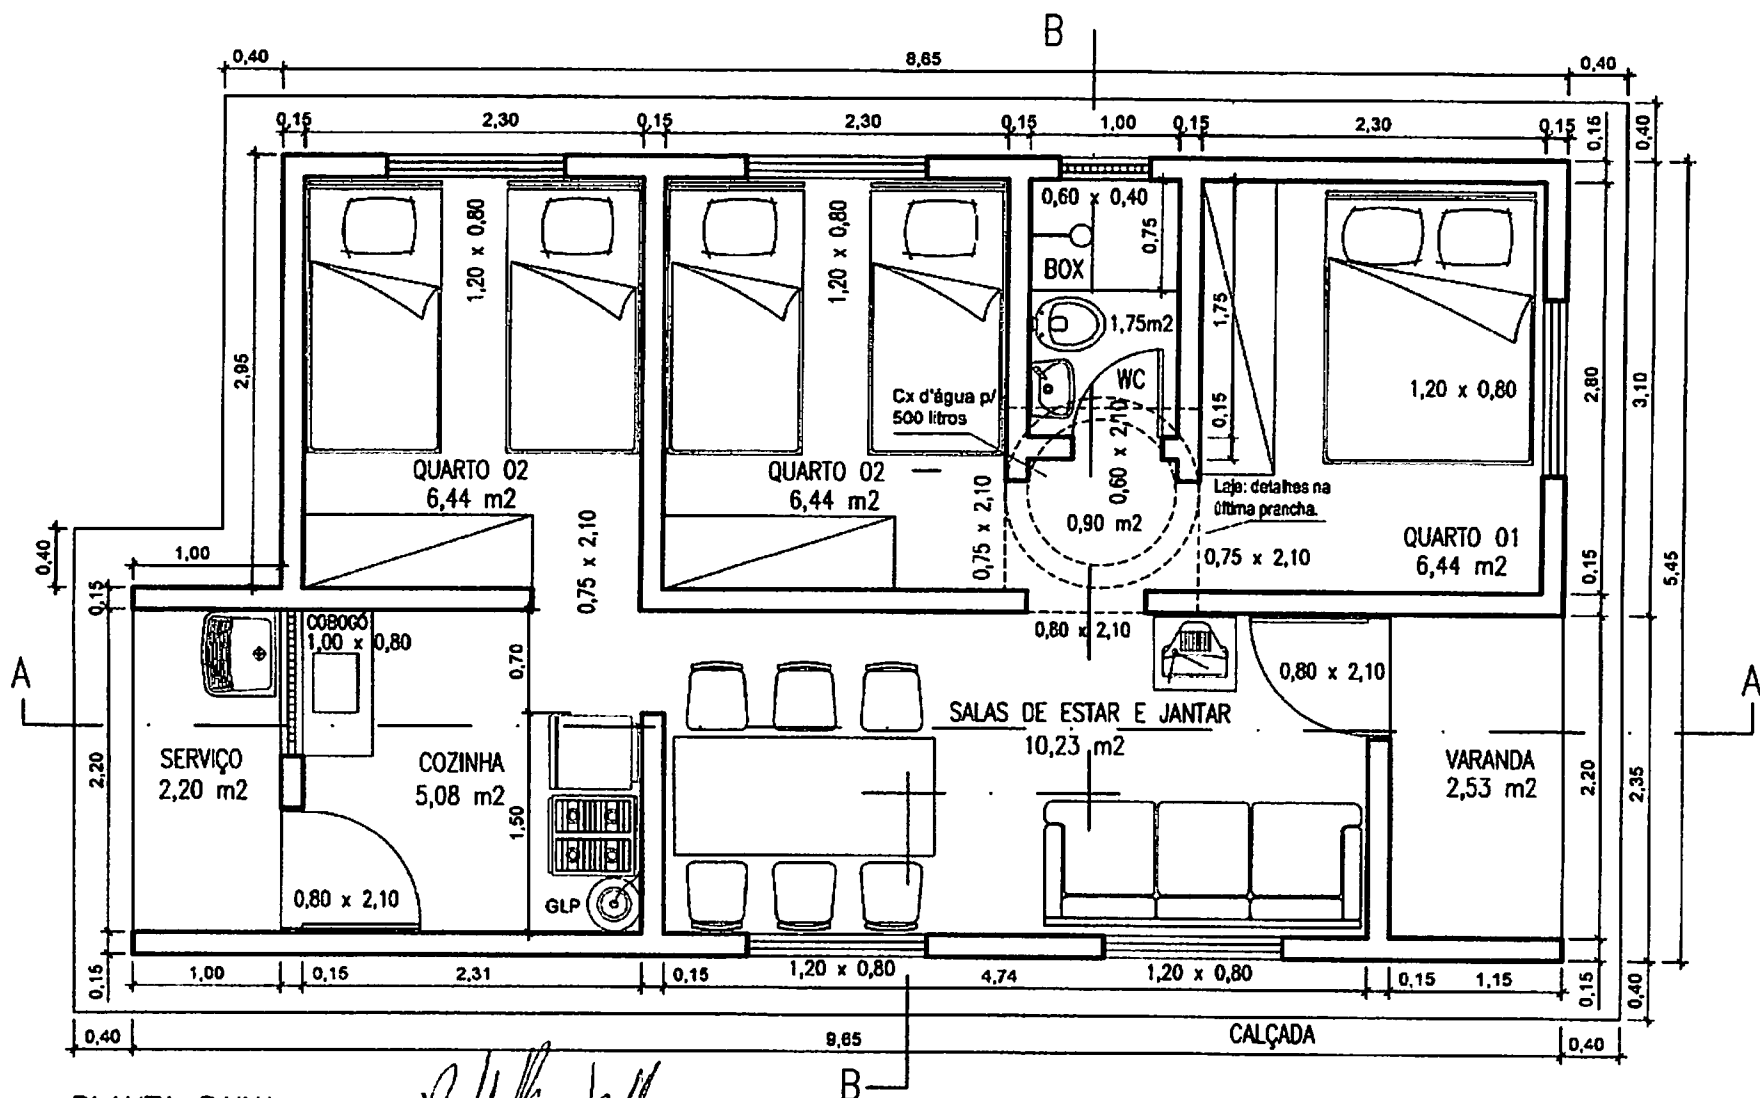 B
0,40
8,65
0,40
0,15
2,30
0,15
2,30
0,15
1,00
0,15
2,30
0,15
0,15
0,40
1,20 x 0,80
1,20 x 0,80
0,60 x 0,40
0,75
BOX
1,75m2
1,75
WC
2,95
Cx d'água p/
500 litros
0,15
1,20 x 0,80
2,80
3,10
QUARTO 02
6,44 m2
QUARTO 02
6,44 m2
0,60 x 2,10
Laje: detalhes na
última prancha.
0,90 m2
QUARTO 01
6,44 m2
0,75 x 2,10
0,75 x 2,10
0,75 x 2,10
0,40
1,00
0,15
0,15
5,45
COBOGÓ
1,00 x 0,80
0,70
0,80 x 2,10
0,80 x 2,10
A
A
SALAS DE ESTAR E JANTAR
10,23 m2
SERVIÇO
2,20 m2
COZINHA
5,08 m2
VARANDA
2,53 m2
2,20
1,50
2,20
2,35
0,80 x 2,10
GLP
0,15
1,00
0,15
2,31
0,15
1,20 x 0,80
4,74
1,20 x 0,80
0,15
1,15
0,15
0,40
0,40
9,65
CALÇADA
0,40
B